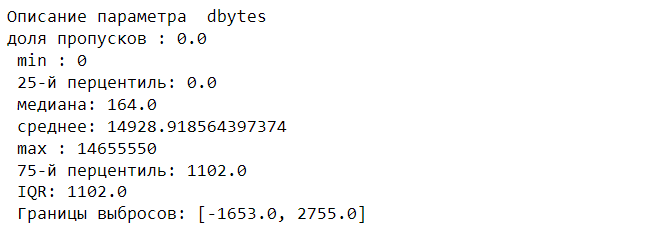 Описание параметра  dbytes
доля пропусков : 0.0
min : 0
25-й перцентиль: 0.0
медиана: 164.0
среднее: 14928.918564397374
max : 14655550
75-й перцентиль: 1102.0
IQR: 1102.0
Границы выбросов: [-1653.0, 2755.0]